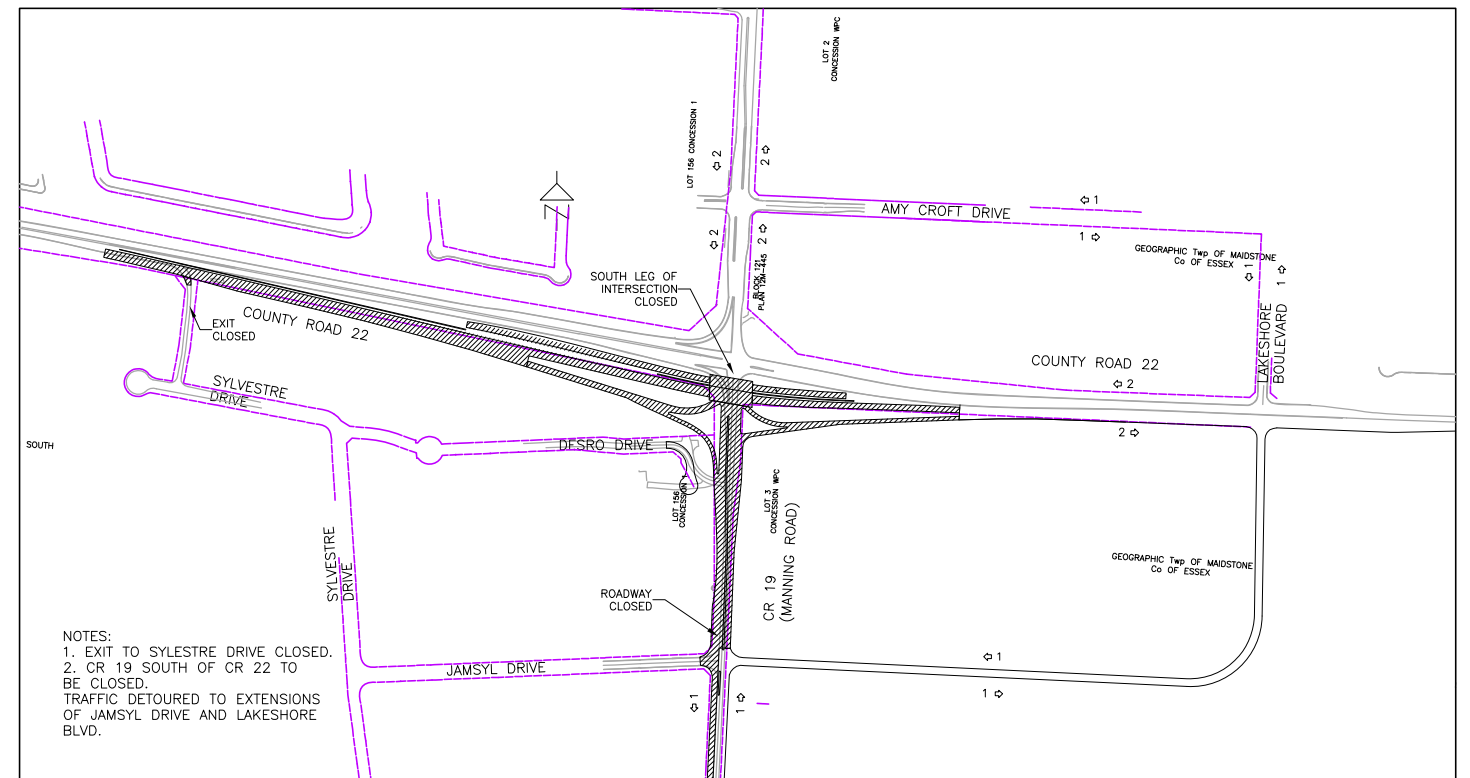 LOT 2
CONCESSION WPC
LOT 156 CONCESSION 1
2
2
AMY CROFT DRIVE
1
1
2
2
GEOGRAPHIC Twp OF MAIDSTONE
Co OF ESSEX
1
1
BLOCK 121
PLAN 12M-445
SOUTH LEG OF
INTERSECTION
CLOSED
COUNTY ROAD 22
EXIT
CLOSED
COUNTY ROAD 22
2
LAKESHORE
BOULEVARD
SYLVESTRE
DRIVE
2
SOUTH
DESRO DRIVE
LOT 156
CONCESSION 1
LOT 3
CONCESSION WPC
CR 19
(MANNING ROAD)
SYLVESTRE
DRIVE
GEOGRAPHIC Twp OF MAIDSTONE
Co OF ESSEX
ROADWAY
CLOSED
NOTES:
1. EXIT TO SYLESTRE DRIVE CLOSED.
2. CR 19 SOUTH OF CR 22 TO
BE CLOSED.
TRAFFIC DETOURED TO EXTENSIONS
OF JAMSYL DRIVE AND LAKESHORE
BLVD.
JAMSYL DRIVE
1
1
1
1